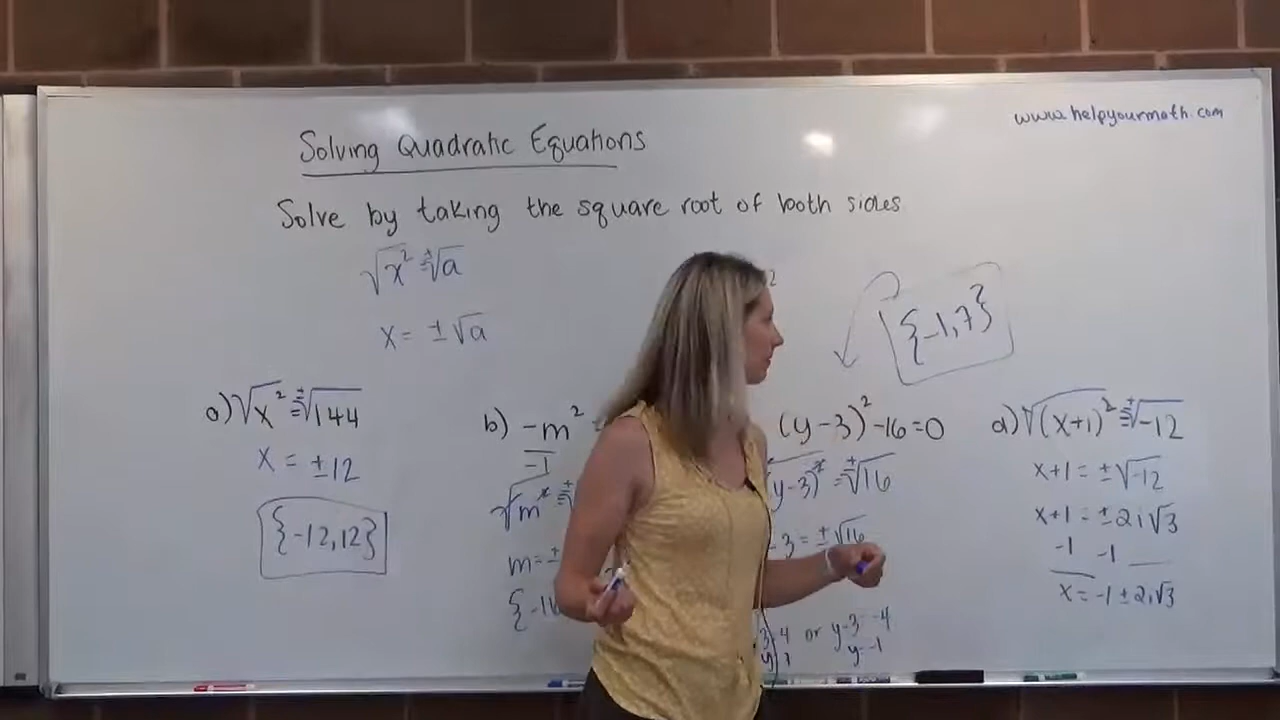 www.helpyourmath.com
Solving Quadratic Equations
Solve by taking the square root of both sides
√x² = ±√a
x = ±√a
{-1,7}
a) √x² = ±√144
x = ±12
{-12,12}
b) -m²
-1
√m² = ±
m = ±
(y-3)² -16=0
y-3)² = ±√16
-3 = ±√16
or y-3=-4
y=-1
d) √(x+1)² = ±√-12
x+1 = ±√-12
x+1 = ±2i√3
-1 -1
x = -1 ± 2i√3